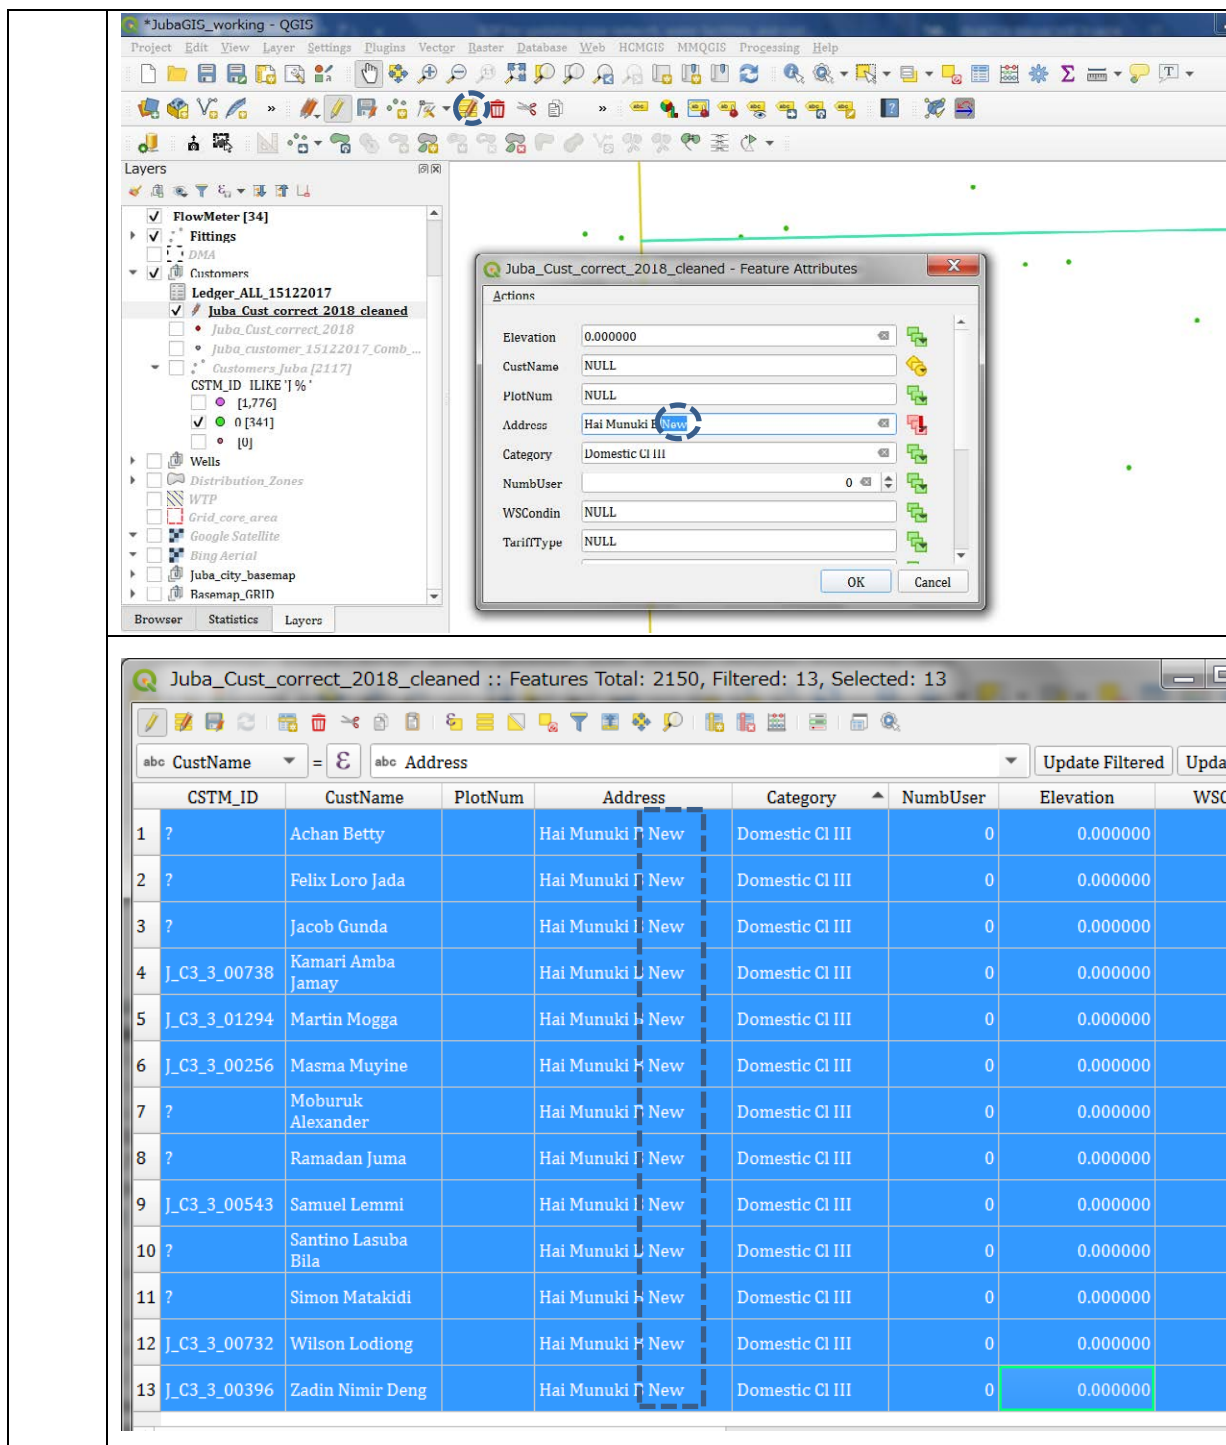 *JubaGIS_working - QGIS
Project Edit View Layer Settings Plugins Vector Raster Database Web HCMGIS MMQGIS Processing Help
Layers
FlowMeter [34]
Fittings
DMA
Customers
Ledger_ALL_15122017
Juba_Cust_correct_2018_cleaned
Juba_Cust_correct_2018
Juba_customer_15122017_Comb_...
Customers_Juba [2117]
CSTM_ID ILIKE 'J %'
[1,776]
0 [341]
[0]
Wells
Distribution_Zones
WTP
Grid_core_area
Google Satellite
Bing Aerial
Juba_city_basemap
Basemap_GRID
Browser Statistics Layers
Juba_Cust_correct_2018_cleaned - Feature Attributes
Actions
Elevation 0.000000
CustName NULL
PlotNum NULL
Address Hai Munuki B New
Category Domestic Cl III
NumbUser 0
WSCondin NULL
TariffType NULL
OK Cancel
Juba_Cust_correct_2018_cleaned :: Features Total: 2150, Filtered: 13, Selected: 13
abc CustName = ε abc Address Update Filtered Upda
CSTM_ID CustName PlotNum Address Category NumbUser Elevation WSC
1 ? Achan Betty Hai Munuki New Domestic Cl III 0 0.000000
2 ? Felix Loro Jada Hai Munuki New Domestic Cl III 0 0.000000
3 ? Jacob Gunda Hai Munuki New Domestic Cl III 0 0.000000
4 J_C3_3_00738 Kamari Amba Jamay Hai Munuki New Domestic Cl III 0 0.000000
5 J_C3_3_01294 Martin Mogga Hai Munuki New Domestic Cl III 0 0.000000
6 J_C3_3_00256 Masma Muyine Hai Munuki New Domestic Cl III 0 0.000000
7 ? Moburuk Alexander Hai Munuki New Domestic Cl III 0 0.000000
8 ? Ramadan Juma Hai Munuki New Domestic Cl III 0 0.000000
9 J_C3_3_00543 Samuel Lemmi Hai Munuki New Domestic Cl III 0 0.000000
10 ? Santino Lasuba Bila Hai Munuki New Domestic Cl III 0 0.000000
11 ? Simon Matakidi Hai Munuki New Domestic Cl III 0 0.000000
12 J_C3_3_00732 Wilson Lodiong Hai Munuki New Domestic Cl III 0 0.000000
13 J_C3_3_00396 Zadin Nimir Deng Hai Munuki New Domestic Cl III 0 0.000000